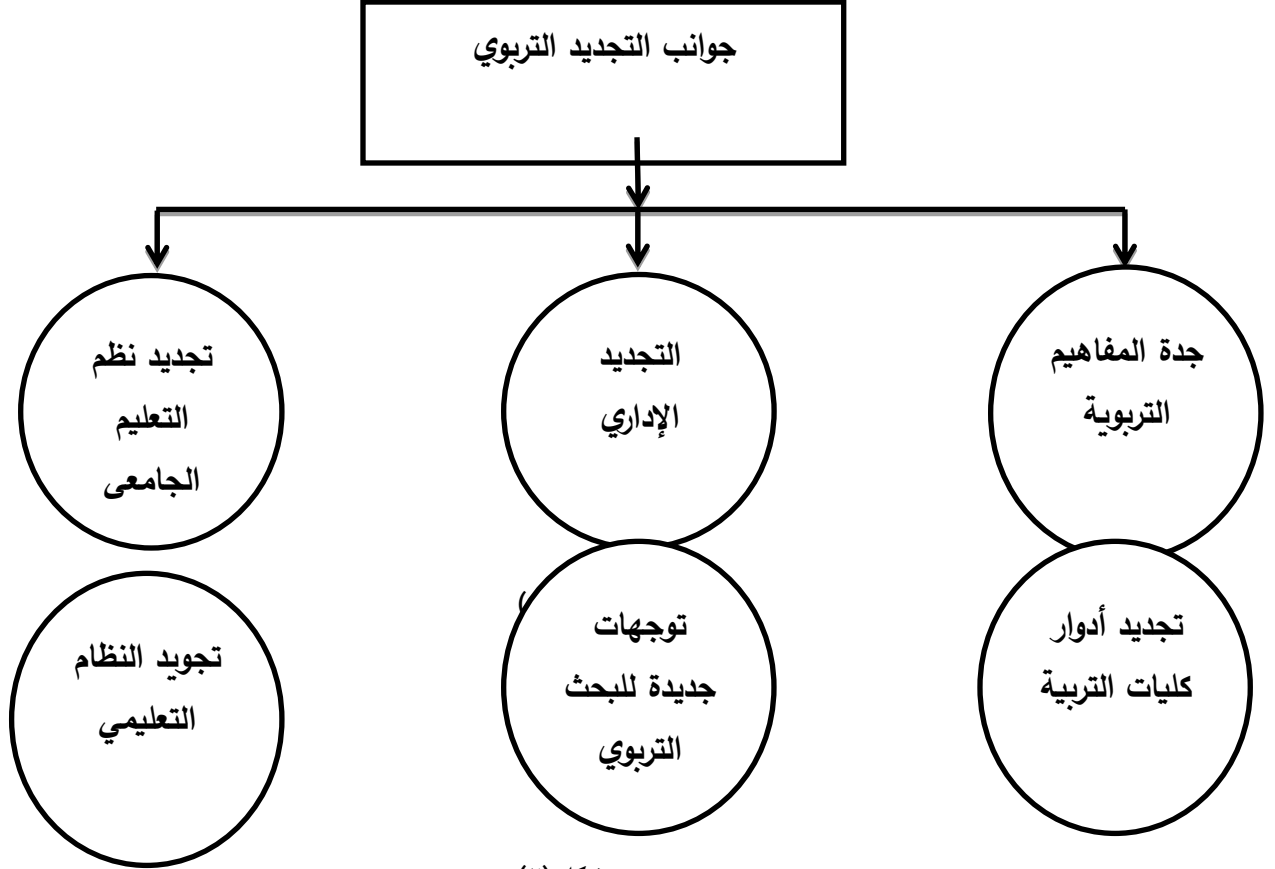 جوانب التجديد التربوي
جدة المفاهيم
التربوية
التجديد
الإداري
تجديد نظم
التعليم
الجامعى
تجديد أدوار
كليات التربية
توجهات
جديدة للبحث
التربوي
تجويد النظام
التعليمي